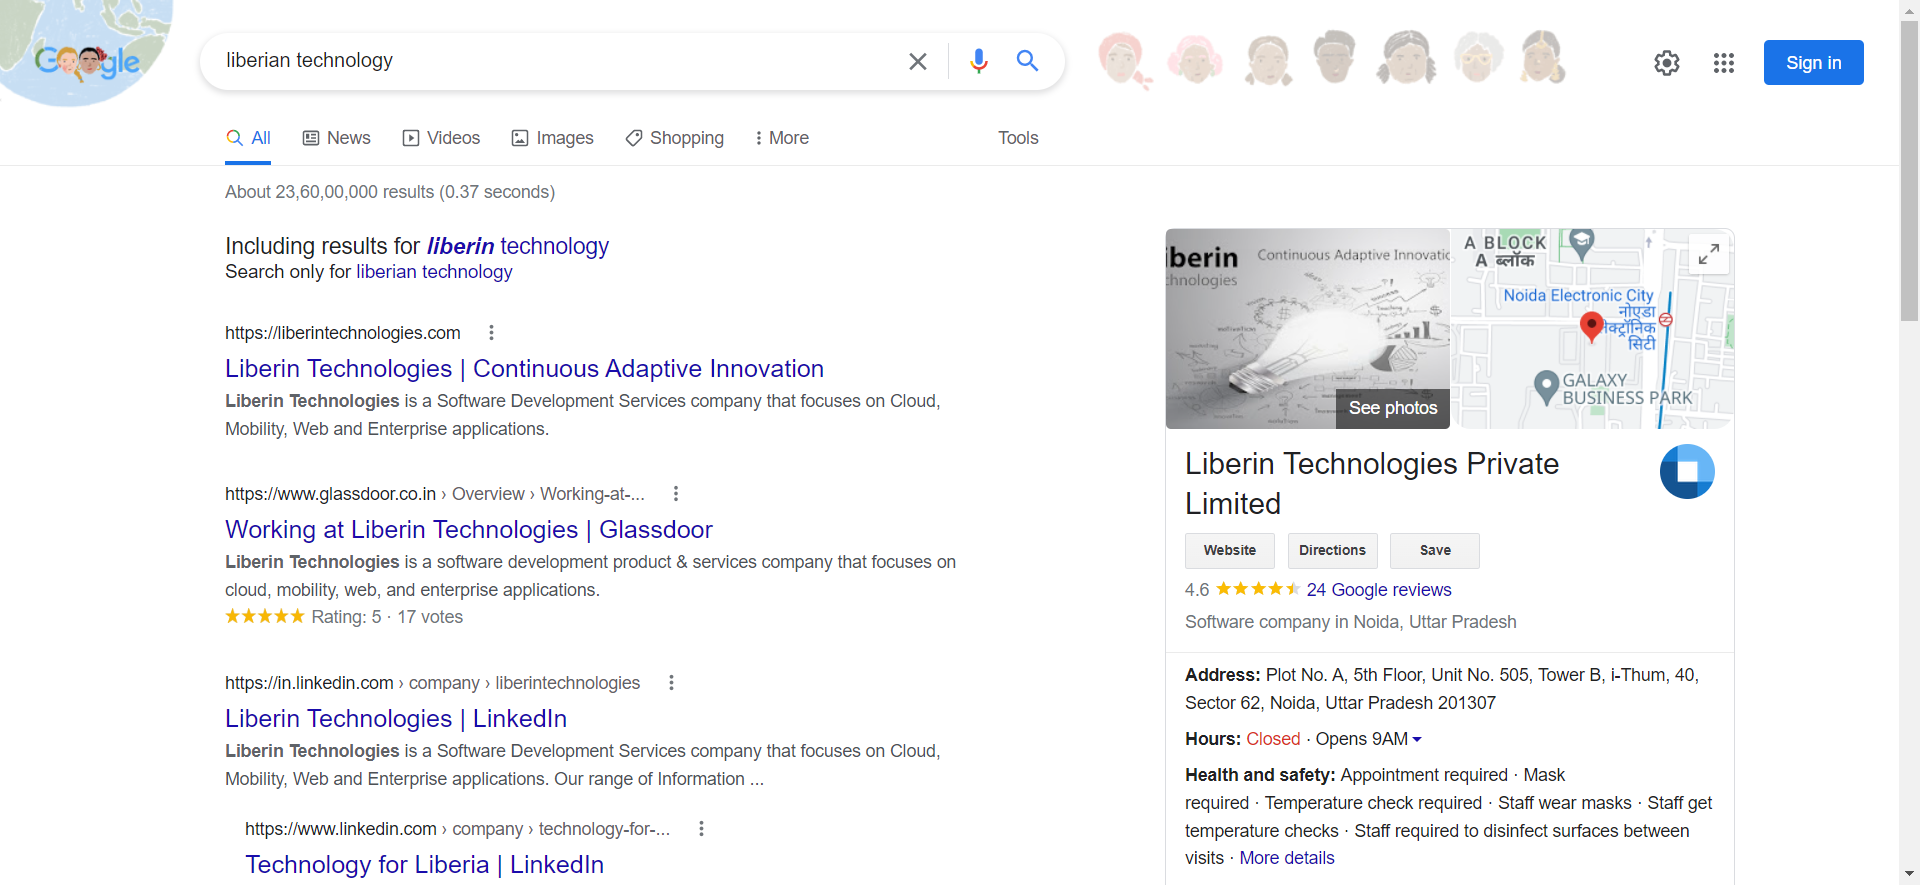 Google
liberian technology
Sign in
All
News
Videos
Images
Shopping
More
Tools
About 23,60,00,000 results (0.37 seconds)
Including results for liberin technology
Search only for liberian technology
https://liberintechnologies.com
Liberin Technologies | Continuous Adaptive Innovation
Liberin Technologies is a Software Development Services company that focuses on Cloud,
Mobility, Web and Enterprise applications.
https://www.glassdoor.co.in › Overview › Working-at-...
Working at Liberin Technologies | Glassdoor
Liberin Technologies is a software development product & services company that focuses on
cloud, mobility, web, and enterprise applications.
Rating: 5 · 17 votes
https://in.linkedin.com › company › liberintechnologies
Liberin Technologies | LinkedIn
Liberin Technologies is a Software Development Services company that focuses on Cloud,
Mobility, Web and Enterprise applications. Our range of Information ...
https://www.linkedin.com › company › technology-for-...
Technology for Liberia | LinkedIn
iberin
chnologies
Continuous Adaptive Innovatio
See photos
A BLOCK
A ब्लॉक
Noida Electronic City
नोएडा
सिटी
GALAXY
BUSINESS PARK
Liberin Technologies Private
Limited
Website
Directions
Save
4.6
24 Google reviews
Software company in Noida, Uttar Pradesh
Address: Plot No. A, 5th Floor, Unit No. 505, Tower B, i-Thum, 40,
Sector 62, Noida, Uttar Pradesh 201307
Hours: Closed · Opens 9AM
Health and safety: Appointment required · Mask
required · Temperature check required · Staff wear masks · Staff get
temperature checks · Staff required to disinfect surfaces between
visits · More details